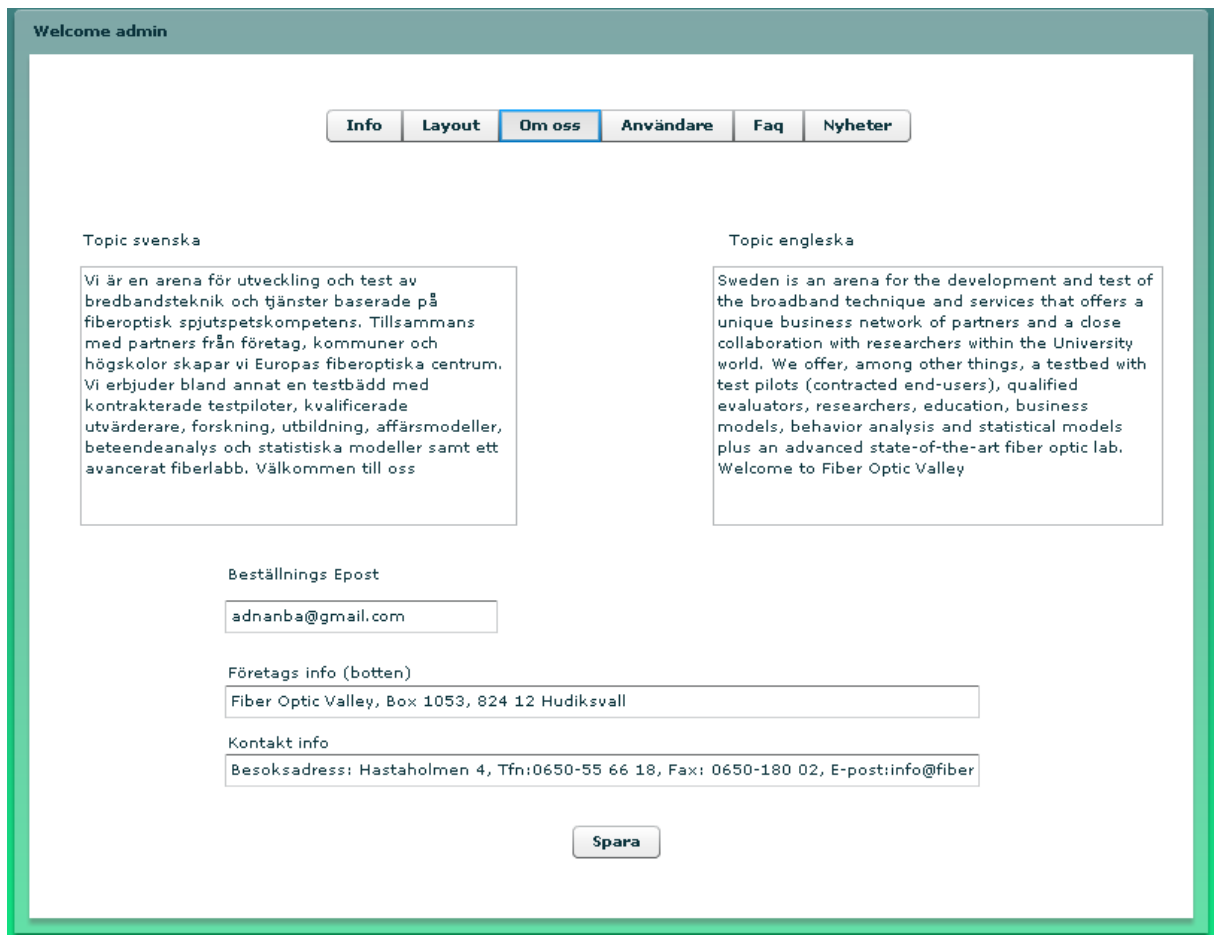 Welcome admin
Info Layout Om oss Användare Faq Nyheter
Topic svenska
Vi är en arena för utveckling och test av
bredbandsteknik och tjänster baserade på
fiberoptisk spjutspetskompetens. Tillsammans
med partners från företag, kommuner och
högskolor skapar vi Europas fiberoptiska centrum.
Vi erbjuder bland annat en testbädd med
kontrakterade testpiloter, kvalificerade
utvärderare, forskning, utbildning, affärsmodeller,
beteendeanalys och statistiska modeller samt ett
avancerat fiberlabb. Välkommen till oss
Topic engleska
Sweden is an arena for the development and test of
the broadband technique and services that offers a
unique business network of partners and a close
collaboration with researchers within the University
world. We offer, among other things, a testbed with
test pilots (contracted end-users), qualified
evaluators, researchers, education, business
models, behavior analysis and statistical models
plus an advanced state-of-the-art fiber optic lab.
Welcome to Fiber Optic Valley
Beställnings Epost
adnanba@gmail.com
Företags info (botten)
Fiber Optic Valley, Box 1053, 824 12 Hudiksvall
Kontakt info
Besoksadress: Hastaholmen 4, Tfn:0650-55 66 18, Fax: 0650-180 02, E-post:info@fiber
Spara